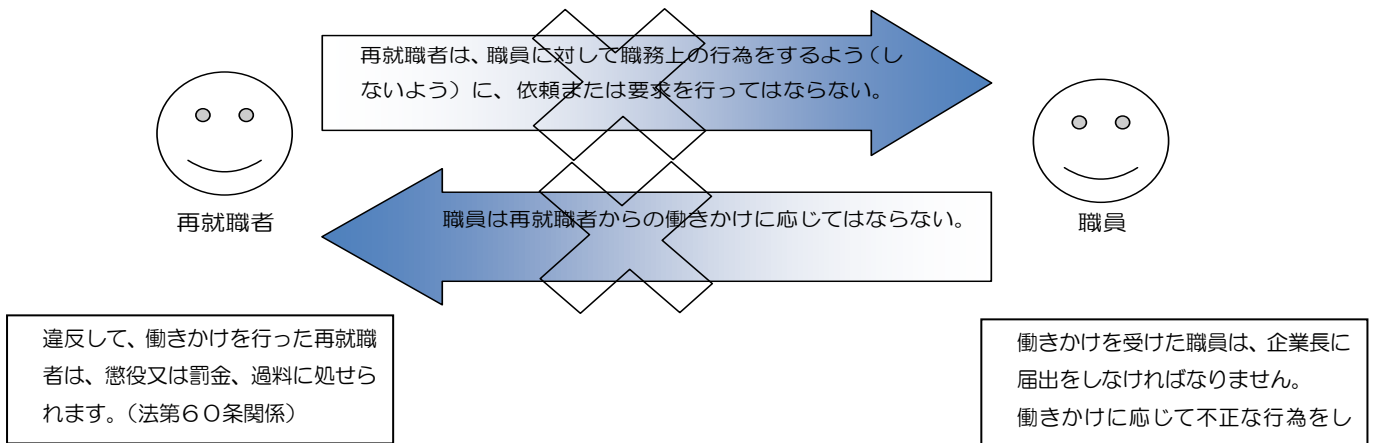 再就職者は、職員に対して職務上の行為をするよう（し
ないよう）に、依頼または要求を行ってはならない。
再就職者
職員
職員は再就職者からの働きかけに応じてはならない。
違反して、働きかけを行った再就職
者は、懲役又は罰金、過料に処せら
れます。（法第６０条関係）
働きかけを受けた職員は、企業長に
届出をしなければなりません。
働きかけに応じて不正な行為をし